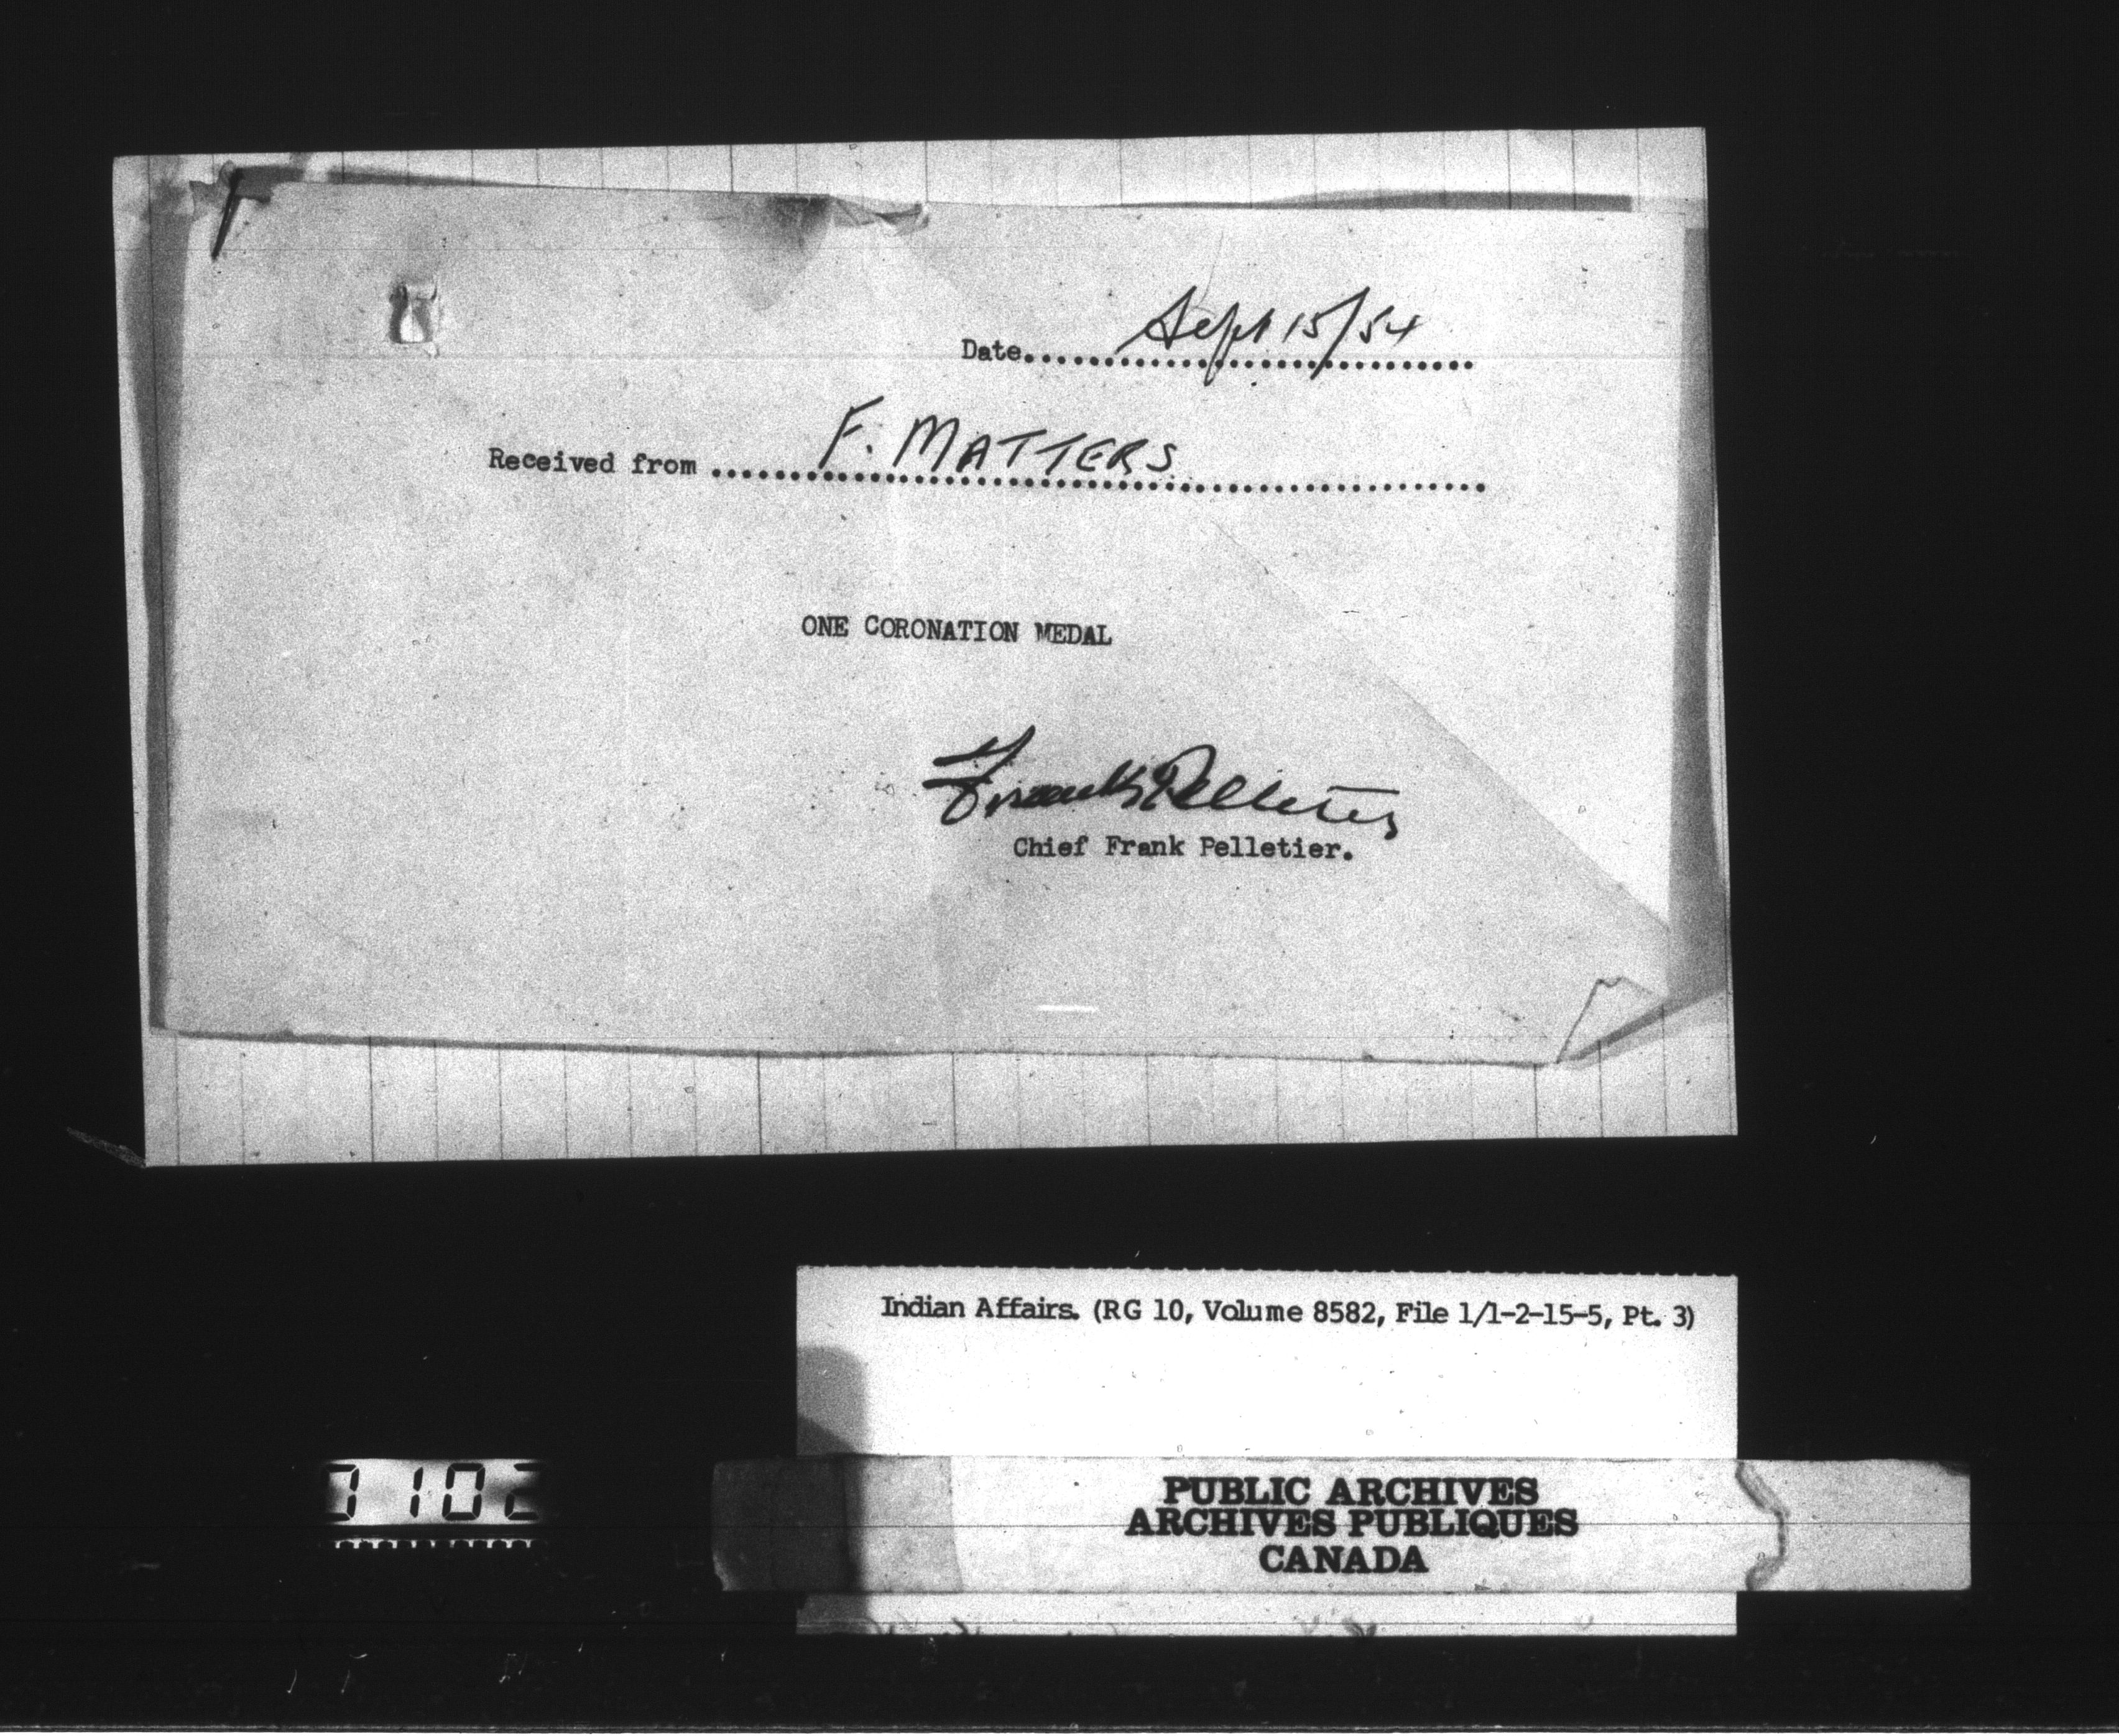 Date..............Sept 15/54
Received from ..........F. MATTERS
ONE CORONATION MEDAL
Frank Pelletier
Chief Frank Pelletier.
Indian Affairs. (RG 10, Volume 8582, File 1/1-2-15-5, Pt. 3)
PUBLIC ARCHIVES
ARCHIVES PUBLIQUES
CANADA